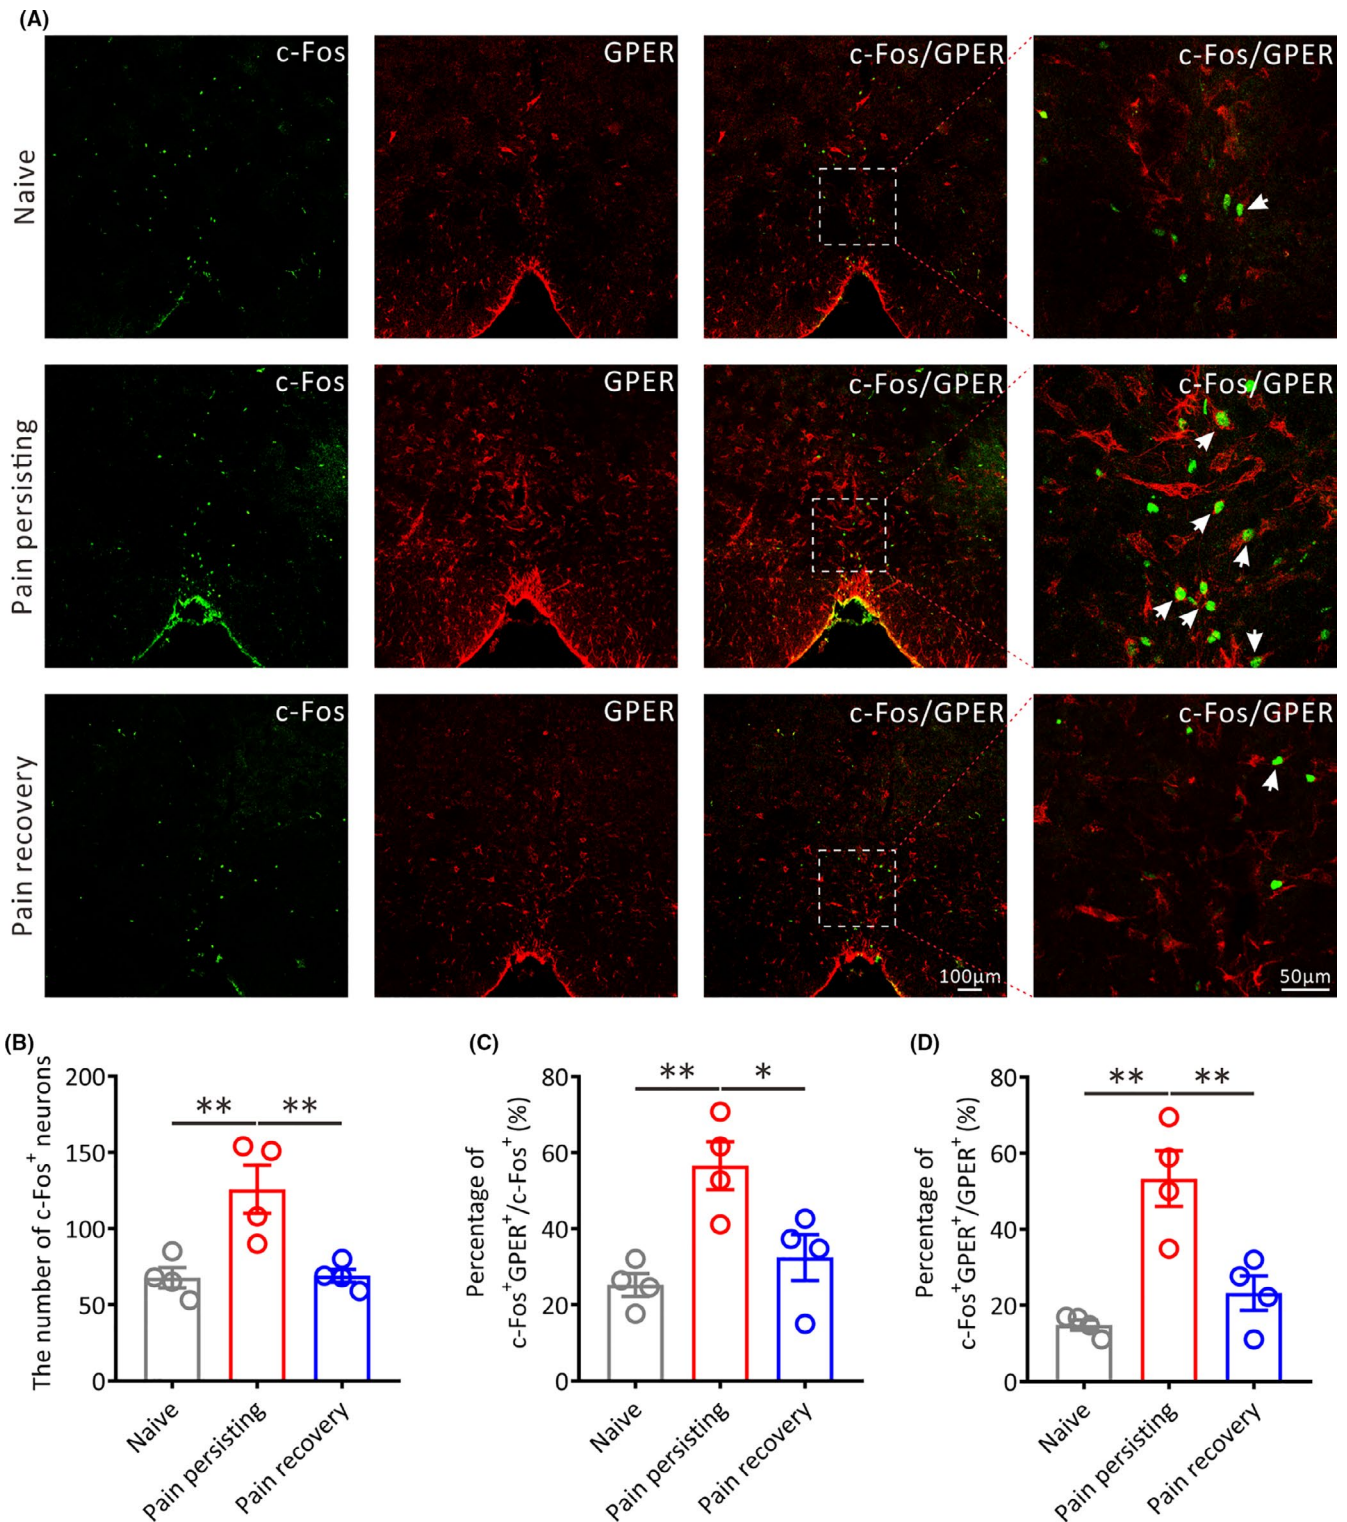 (A)
c-Fos
GPER
c-Fos/GPER
c-Fos/GPER
Naive
c-Fos
GPER
c-Fos/GPER
c-Fos/GPER
Pain persisting
c-Fos
GPER
c-Fos/GPER
c-Fos/GPER
Pain recovery
100μm
50μm
(B)
The number of c-Fos⁺ neurons
200
150
100
50
0
**
**
Naive
Pain persisting
Pain recovery
(C)
Percentage of
c-Fos⁺GPER⁺/c-Fos⁺ (%)
80
60
40
20
0
**
*
Naive
Pain persisting
Pain recovery
(D)
Percentage of
c-Fos⁺GPER⁺/GPER⁺ (%)
80
60
40
20
0
**
**
Naive
Pain persisting
Pain recovery